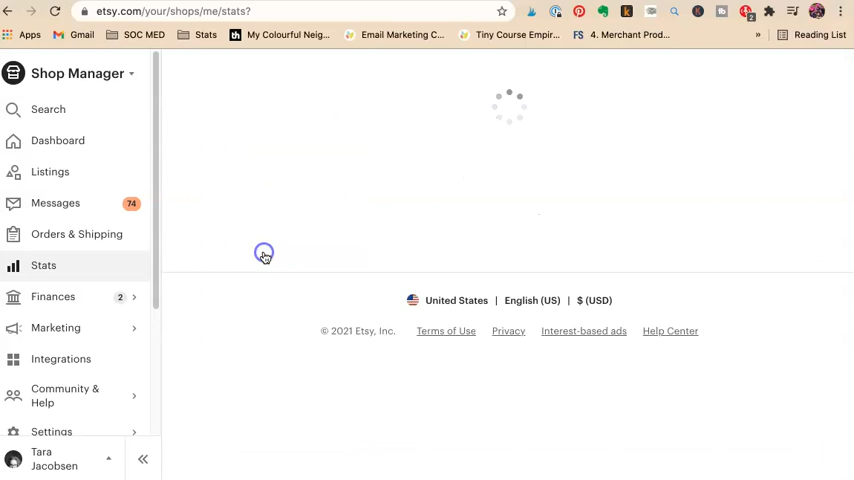 etsy.com/your/shops/me/stats?
2
Apps Gmail SOC MED Stats My Colourful Neig... Email Marketing C... Tiny Course Empir... FS 4. Merchant Prod... » Reading List
Shop Manager
Search
Dashboard
Listings
Messages 74
Orders & Shipping
Stats
Finances 2
Marketing
Integrations
Community &
Help
Settings
Tara
Jacobsen
United States | English (US) | $ (USD)
© 2021 Etsy, Inc. Terms of Use Privacy Interest-based ads Help Center